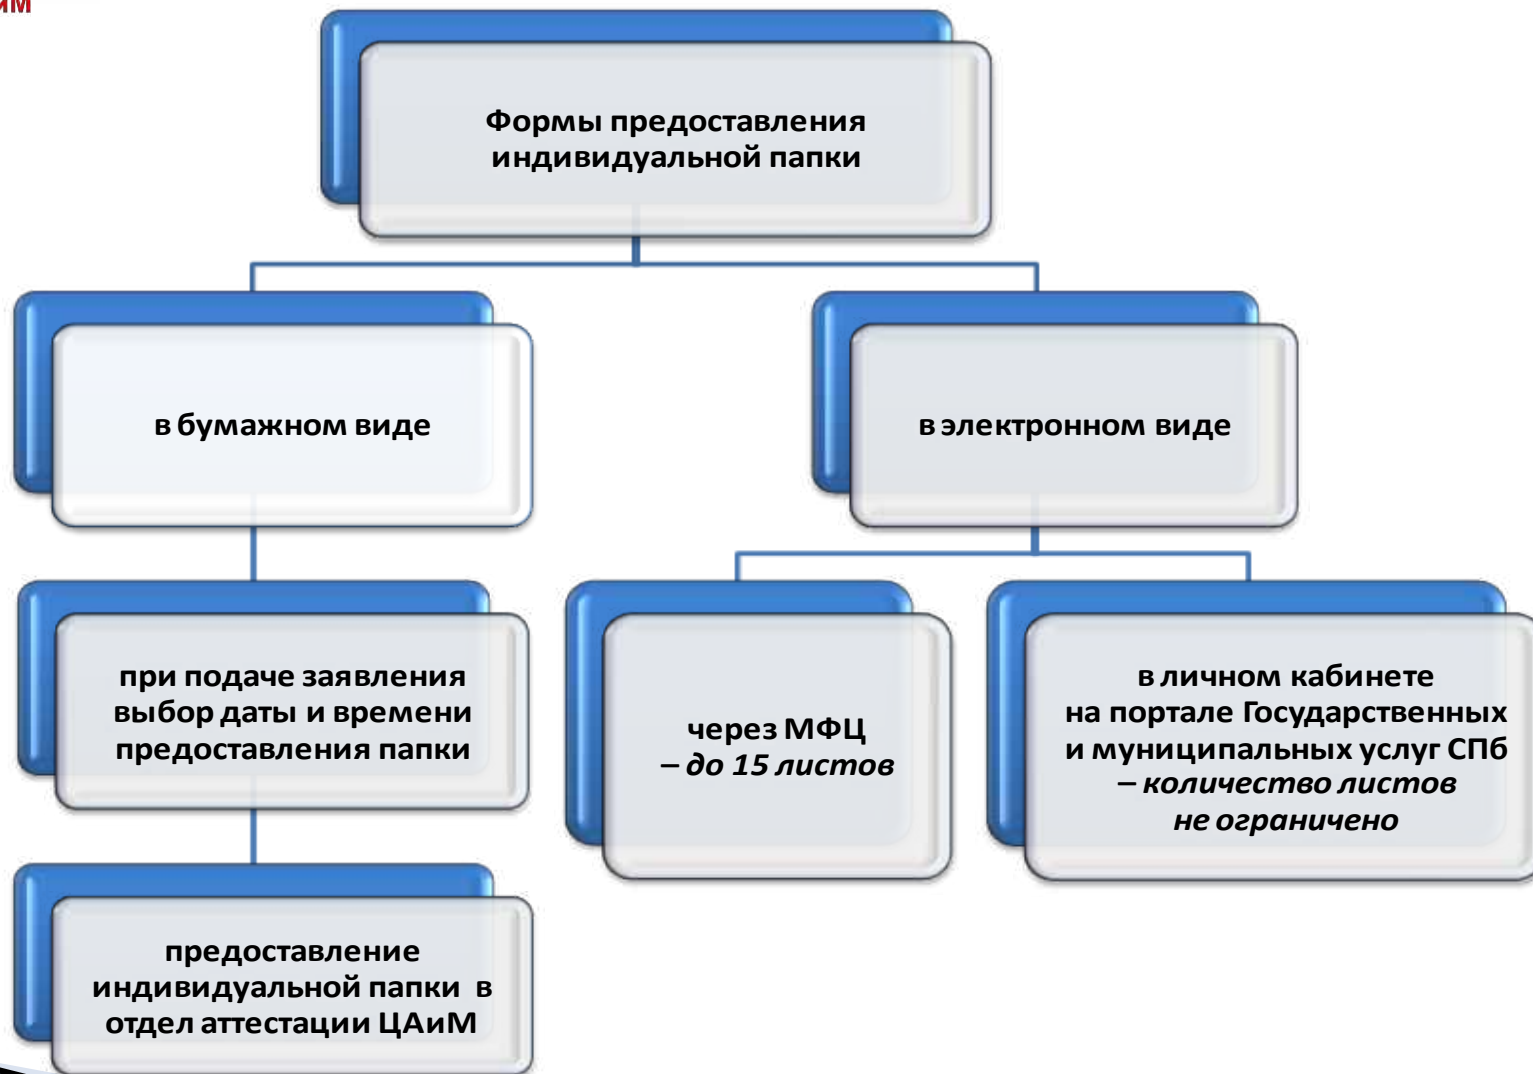 Формы предоставления
индивидуальной папки
в бумажном виде
в электронном виде
при подаче заявления
выбор даты и времени
предоставления папки
через МФЦ
– до 15 листов
в личном кабинете
на портале Государственных
и муниципальных услуг СПб
– количество листов
не ограничено
предоставление
индивидуальной папки в
отдел аттестации ЦАиМ